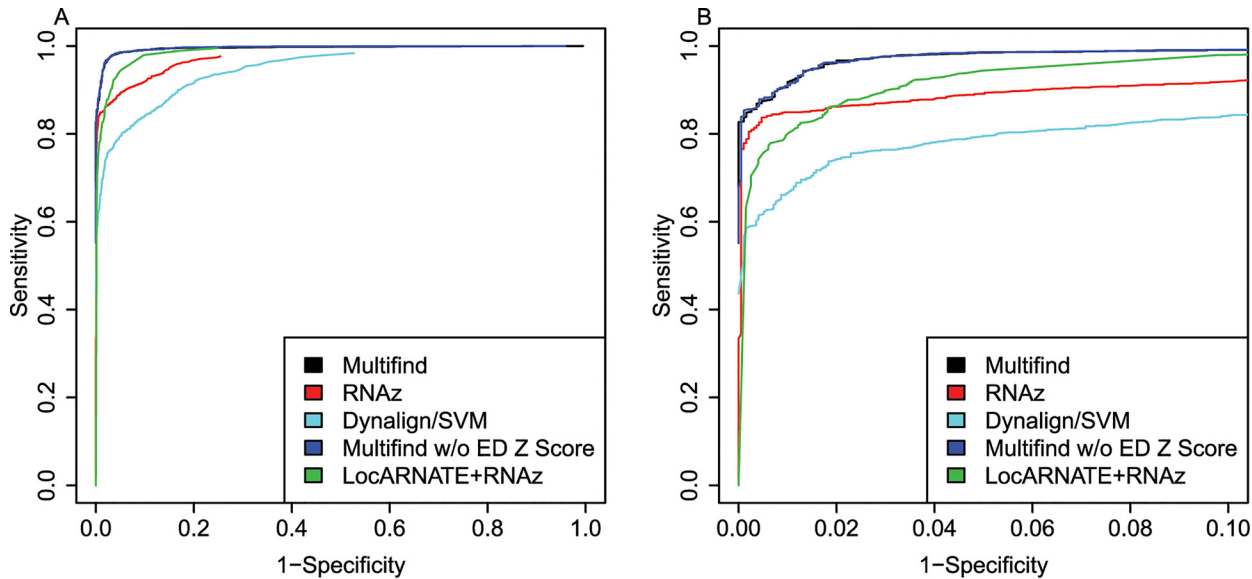 A
Sensitivity
1.0
0.8
0.6
0.4
0.2
0.0
Multifind
RNAz
Dynalign/SVM
Multifind w/o ED Z Score
LocARNATE+RNAz
0.0 0.2 0.4 0.6 0.8 1.0
1−Specificity
B
Sensitivity
1.0
0.8
0.6
0.4
0.2
0.0
Multifind
RNAz
Dynalign/SVM
Multifind w/o ED Z Score
LocARNATE+RNAz
0.00 0.02 0.04 0.06 0.08 0.10
1−Specificity